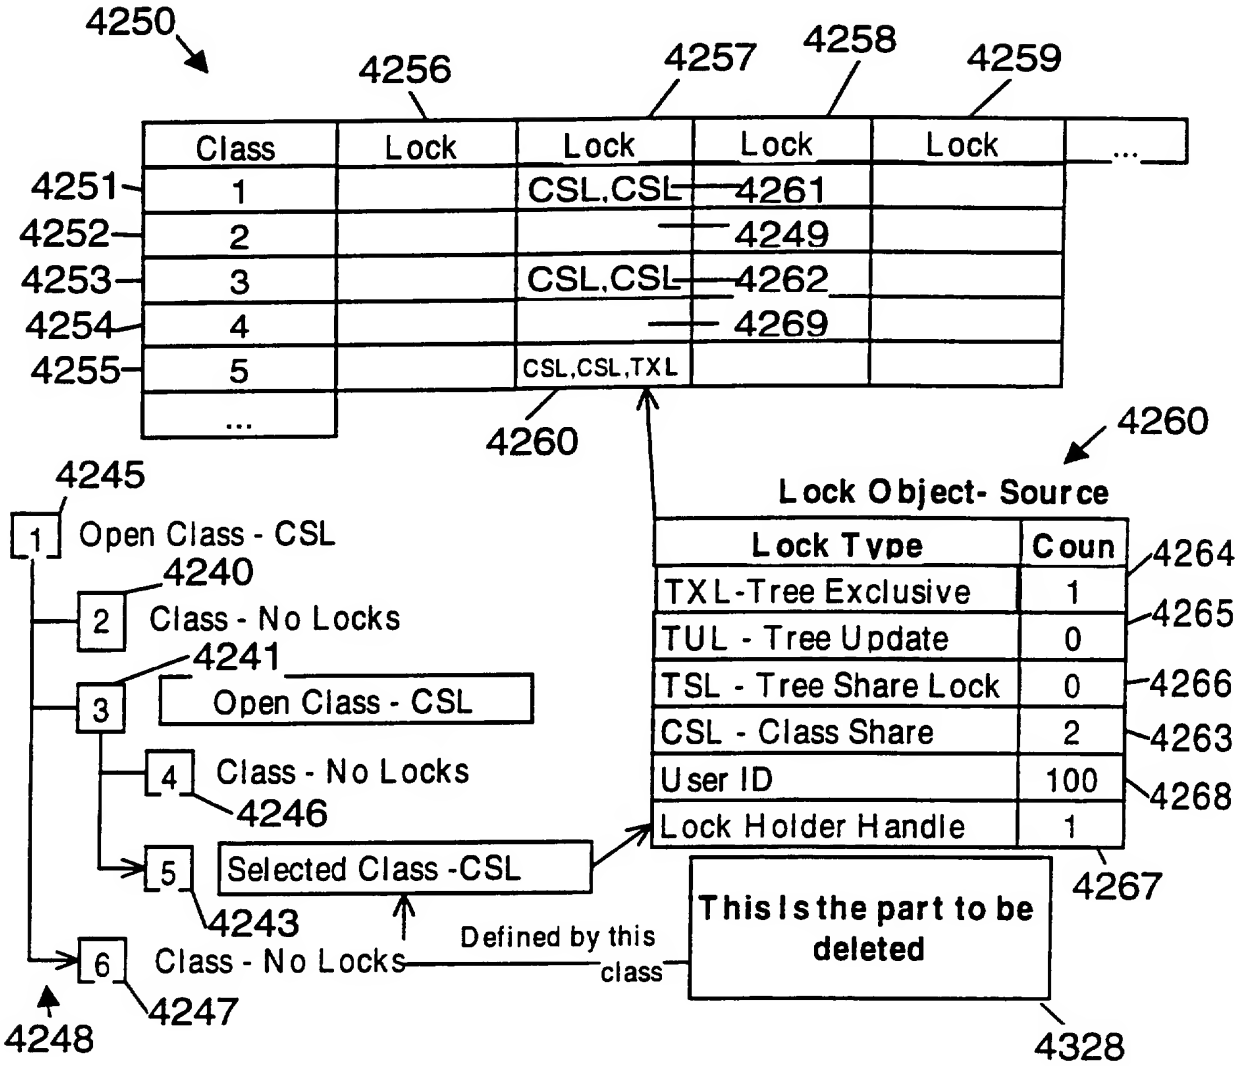 4250
4256
4257
4258
4259
Class Lock Lock Lock Lock ...
4251 1 CSL,CSL 4261
4252 2 4249
4253 3 CSL,CSL 4262
4254 4 4269
4255 5 CSL,CSL,TXL
...
4260
4260
Lock Object- Source
Lock Type Coun
TXL-Tree Exclusive 1 4264
TUL - Tree Update 0 4265
TSL - Tree Share Lock 0 4266
CSL - Class Share 2 4263
User ID 100 4268
Lock Holder Handle 1
4267
4245
1 Open Class - CSL
4240
2 Class - No Locks
4241
3 Open Class - CSL
4 Class - No Locks
4246
5 Selected Class -CSL
4243
6 Class - No Locks
4247
4248
Defined by this
class
This Is the part to be
deleted
4328